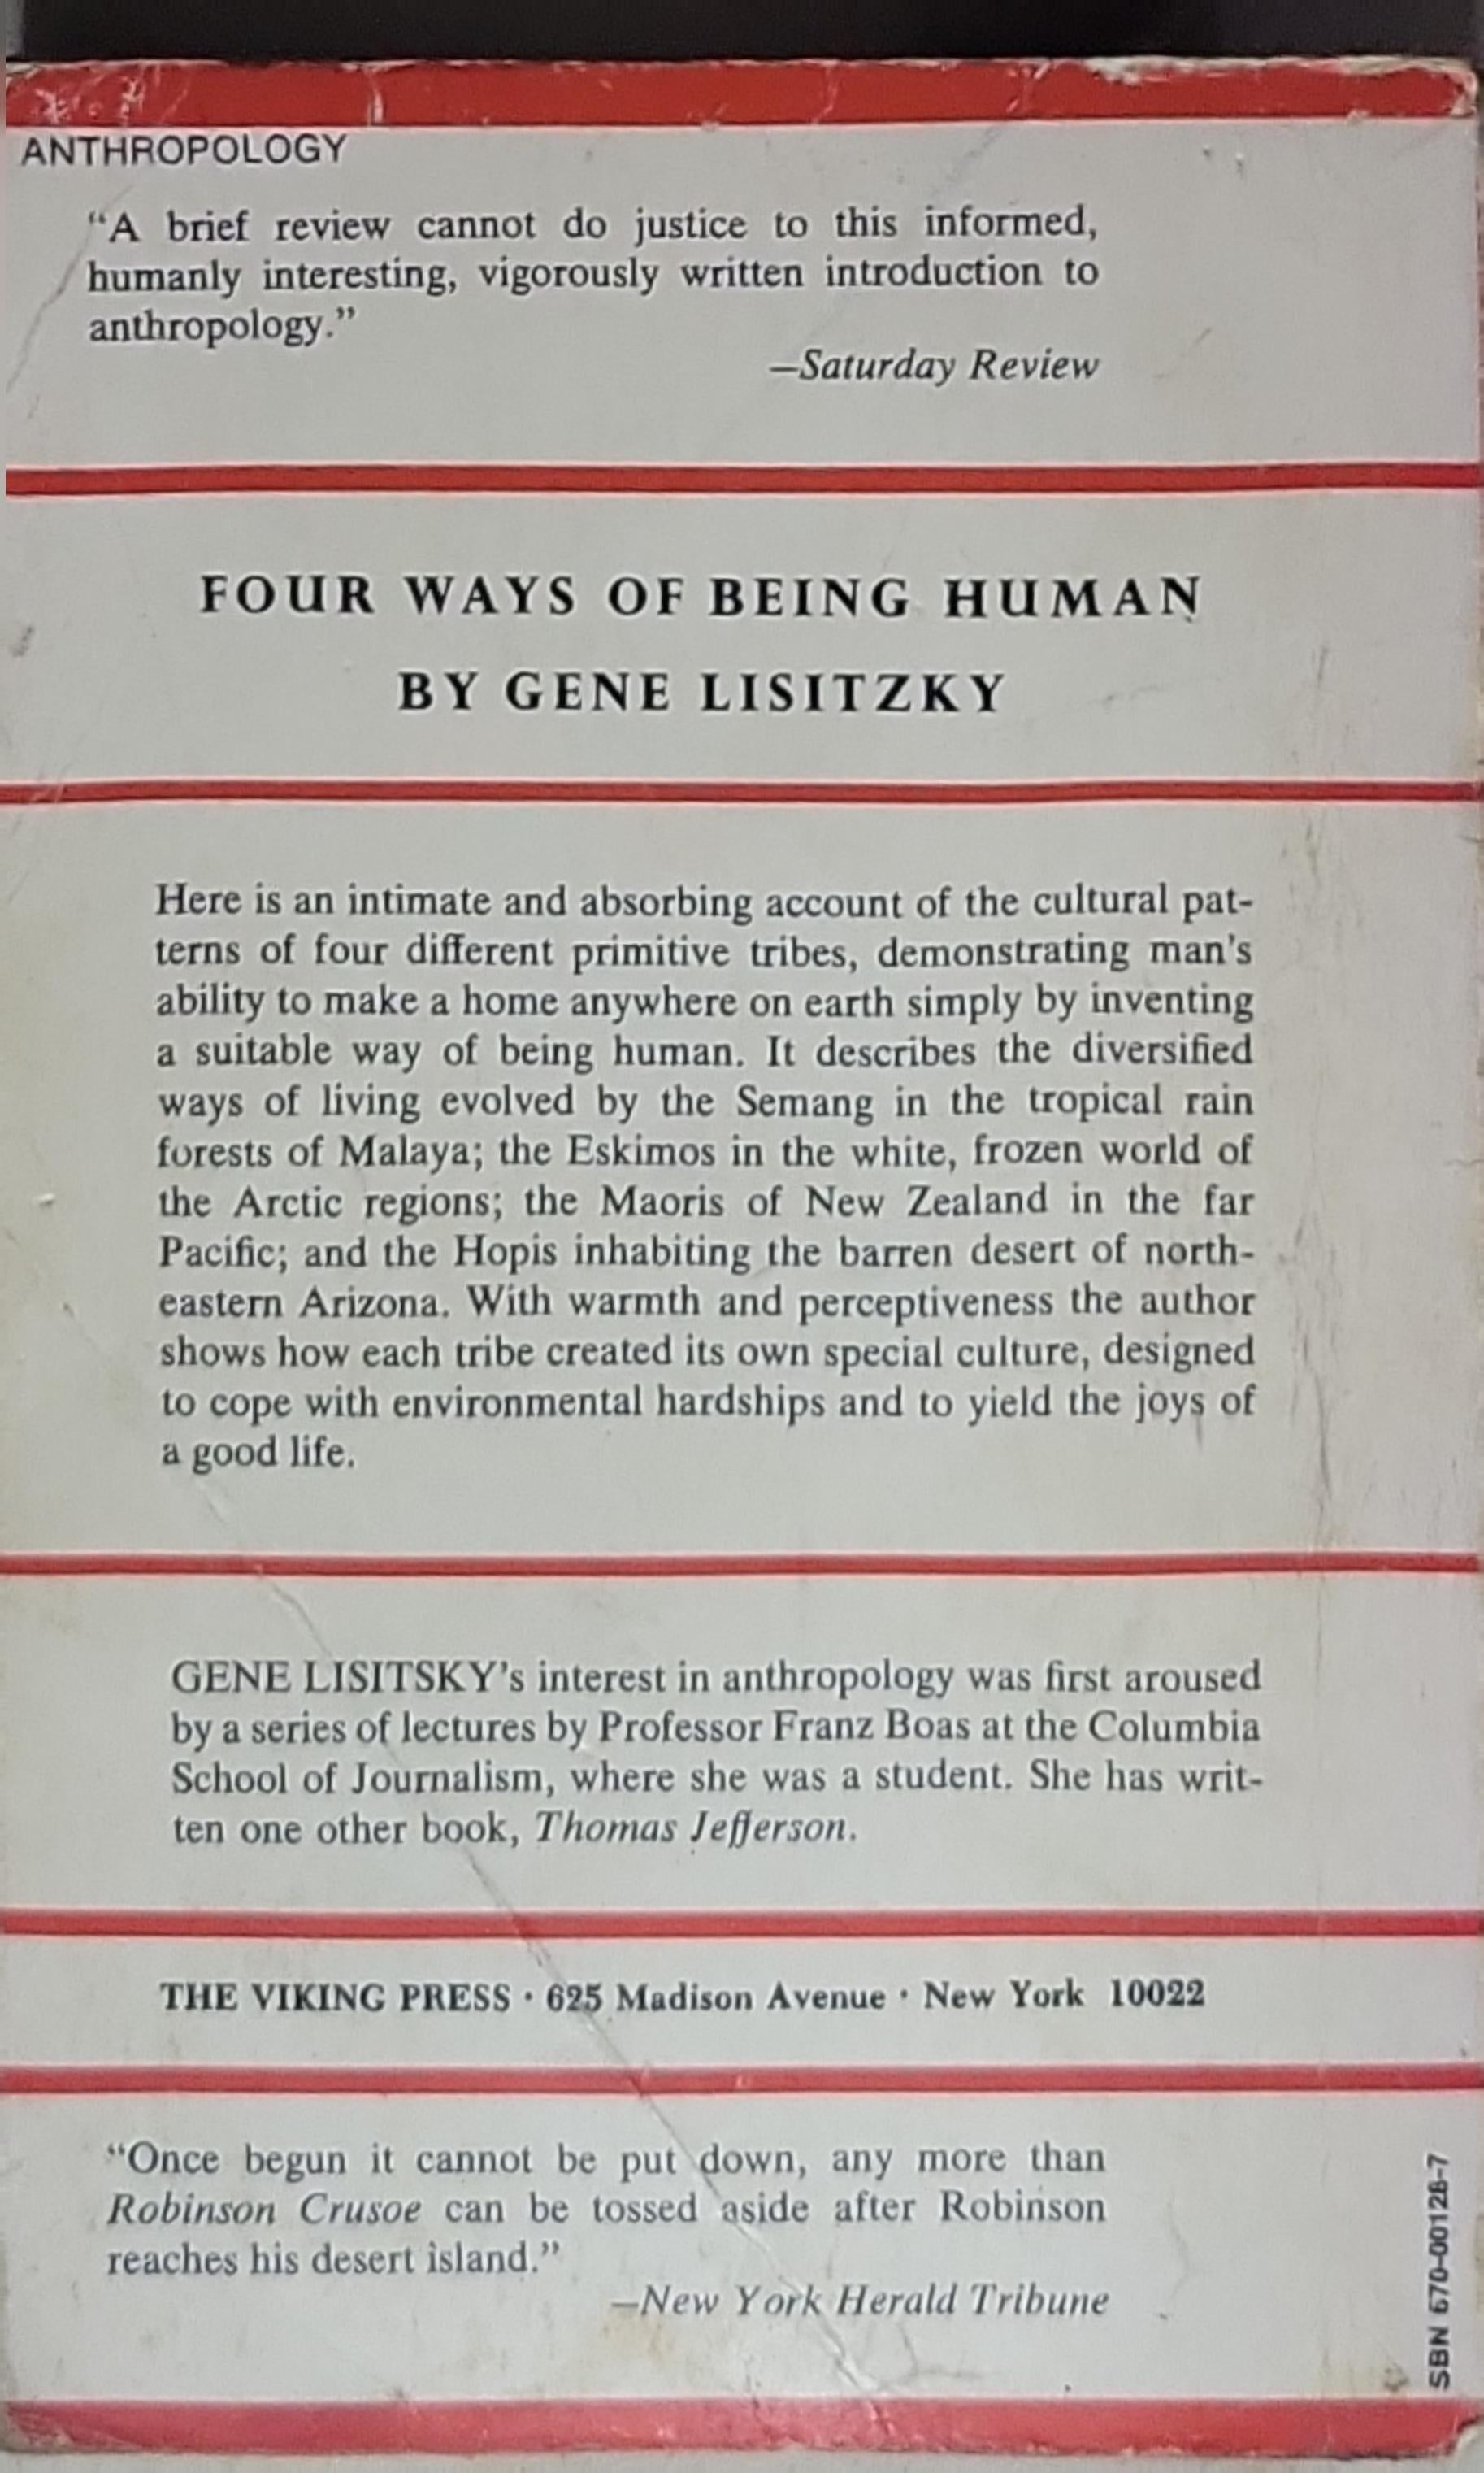 ANTHROPOLOGY
“A brief review cannot do justice to this informed,
humanly interesting, vigorously written introduction to
anthropology.”
—Saturday Review
FOUR WAYS OF BEING HUMAN
BY GENE LISITZKY
Here is an intimate and absorbing account of the cultural pat-
terns of four different primitive tribes, demonstrating man's
ability to make a home anywhere on earth simply by inventing
a suitable way of being human. It describes the diversified
ways of living evolved by the Semang in the tropical rain
forests of Malaya; the Eskimos in the white, frozen world of
the Arctic regions; the Maoris of New Zealand in the far
Pacific; and the Hopis inhabiting the barren desert of north-
eastern Arizona. With warmth and perceptiveness the author
shows how each tribe created its own special culture, designed
to cope with environmental hardships and to yield the joys of
a good life.
GENE LISITSKY's interest in anthropology was first aroused
by a series of lectures by Professor Franz Boas at the Columbia
School of Journalism, where she was a student. She has writ-
ten one other book, Thomas Jefferson.
THE VIKING PRESS · 625 Madison Avenue · New York 10022
“Once begun it cannot be put down, any more than
Robinson Crusoe can be tossed aside after Robinson
reaches his desert island.”
—New York Herald Tribune
SBN 670-00128-7